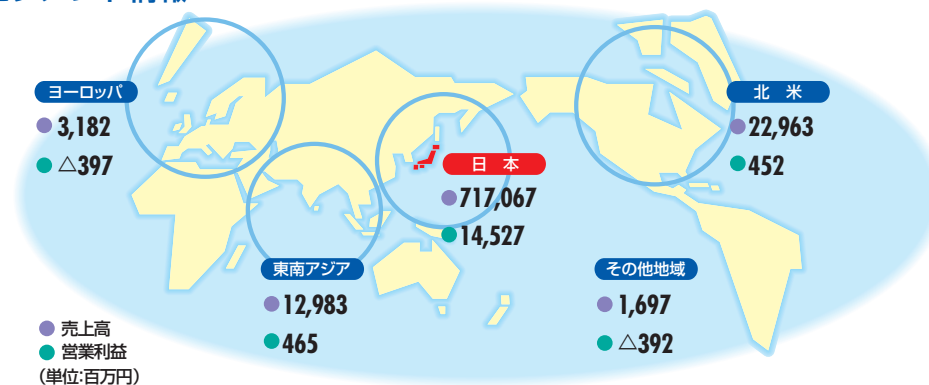 ヨーロッパ
3,182
△397
北 米
22,963
452
日 本
717,067
14,527
東南アジア
12,983
465
その他地域
1,697
△392
売上高
営業利益
(単位:百万円)